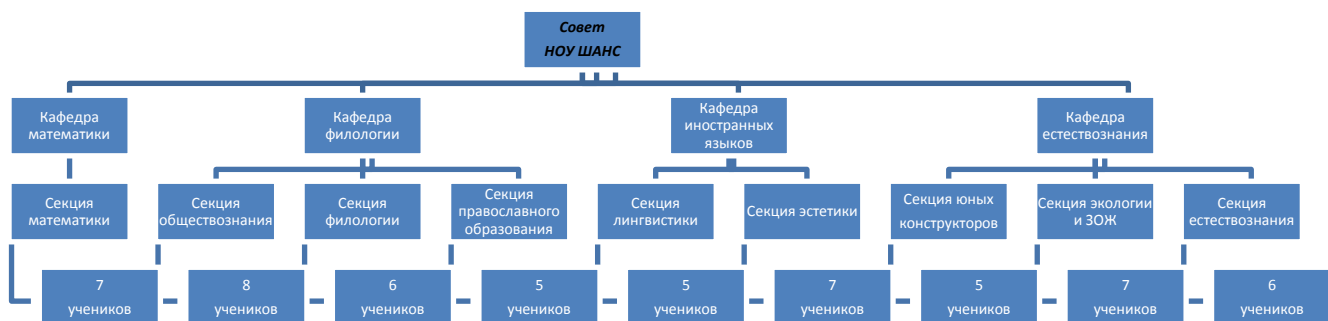 Совет
НОУ ШАНС
Кафедра
математики
Кафедра
филологии
Кафедра
иностранных
языков
Кафедра
естествознания
Секция
математики
Секция
обществознания
Секция
филологии
Секция
православного
образования
Секция
лингвистики
Секция эстетики
Секция юных
конструкторов
Секция экологии
и ЗОЖ
Секция
естествознания
7
учеников
8
учеников
6
учеников
5
учеников
5
учеников
7
учеников
5
учеников
7
учеников
6
учеников